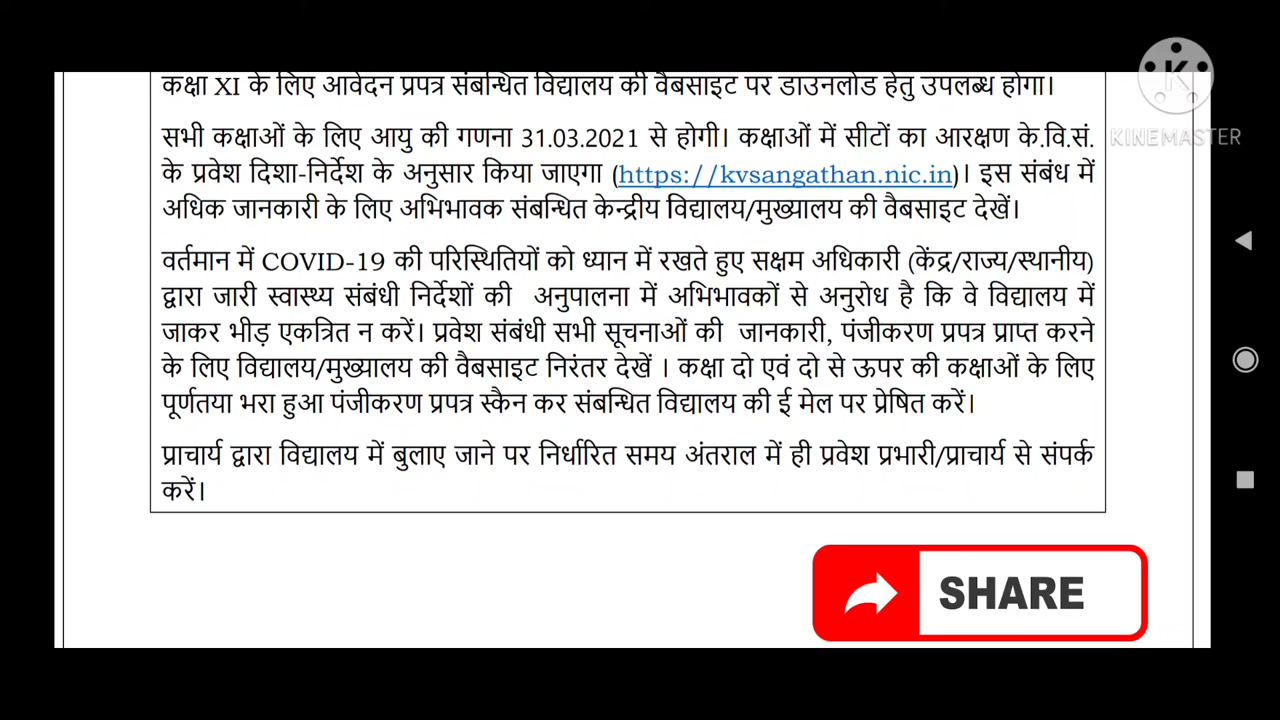 कक्षा XI के लिए आवेदन प्रपत्र संबन्धित विद्यालय की वैबसाइट पर डाउनलोड हेतु उपलब्ध होगा।
KINEMASTER
सभी कक्षाओं के लिए आयु की गणना 31.03.2021 से होगी। कक्षाओं में सीटों का आरक्षण के.वि.सं.
के प्रवेश दिशा-निर्देश के अनुसार किया जाएगा (https://kvsangathan.nic.in)। इस संबंध में
अधिक जानकारी के लिए अभिभावक संबन्धित केन्द्रीय विद्यालय/मुख्यालय की वैबसाइट देखें।
वर्तमान में COVID-19 की परिस्थितियों को ध्यान में रखते हुए सक्षम अधिकारी (केंद्र/राज्य/स्थानीय)
द्वारा जारी स्वास्थ्य संबंधी निर्देशों की अनुपालना में अभिभावकों से अनुरोध है कि वे विद्यालय में
जाकर भीड़ एकत्रित न करें। प्रवेश संबंधी सभी सूचनाओं की जानकारी, पंजीकरण प्रपत्र प्राप्त करने
के लिए विद्यालय/मुख्यालय की वैबसाइट निरंतर देखें । कक्षा दो एवं दो से ऊपर की कक्षाओं के लिए
पूर्णतया भरा हुआ पंजीकरण प्रपत्र स्कैन कर संबन्धित विद्यालय की ई मेल पर प्रेषित करें।
प्राचार्य द्वारा विद्यालय में बुलाए जाने पर निर्धारित समय अंतराल में ही प्रवेश प्रभारी/प्राचार्य से संपर्क
करें।
SHARE